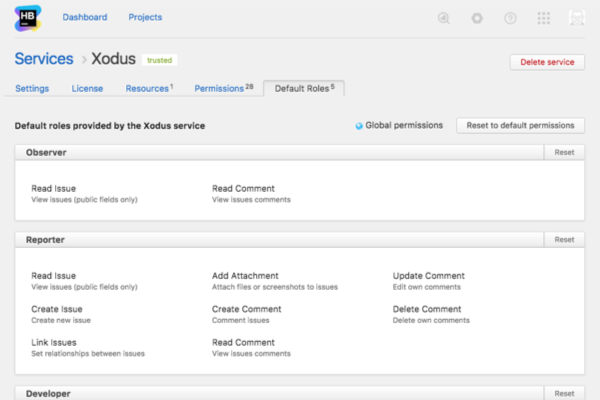 HB
Dashboard Projects
Services > Xodus trusted
Delete service
Settings License Resources 1 Permissions 28 Default Roles 5
Default roles provided by the Xodus service
Global permissions
Reset to default permissions
Observer Reset
Read Issue Read Comment
View issues (public fields only) View issues comments
Reporter Reset
Read Issue Add Attachment Update Comment
View issues (public fields only) Attach files or screenshots to issues Edit own comments
Create Issue Create Comment Delete Comment
Create new issue Comment issues Delete own comments
Link Issues Read Comment
Set relationships between issues View issues comments
Developer Reset